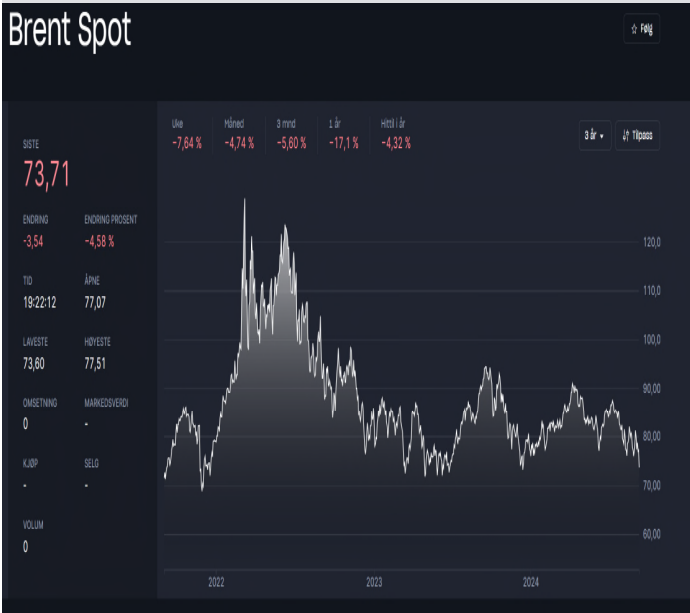 Brent Spot
☆ Følg
Uke Måned 3 mnd 1 år Hittil i år
−7,64 % −4,74 % −5,60 % −17,1 % −4,32 %
3 år Tilpass
SISTE
73,71
ENDRING ENDRING PROSENT
-3,54 −4,58 %
TID ÅPNE
19:22:12 77,07
LAVESTE HØYESTE
73,60 77,51
OMSETNING MARKEDSVERDI
0 -
KJØP SELG
- -
VOLUM
0
120,0
110,0
100,0
90,00
80,00
70,00
60,00
2022 2023 2024